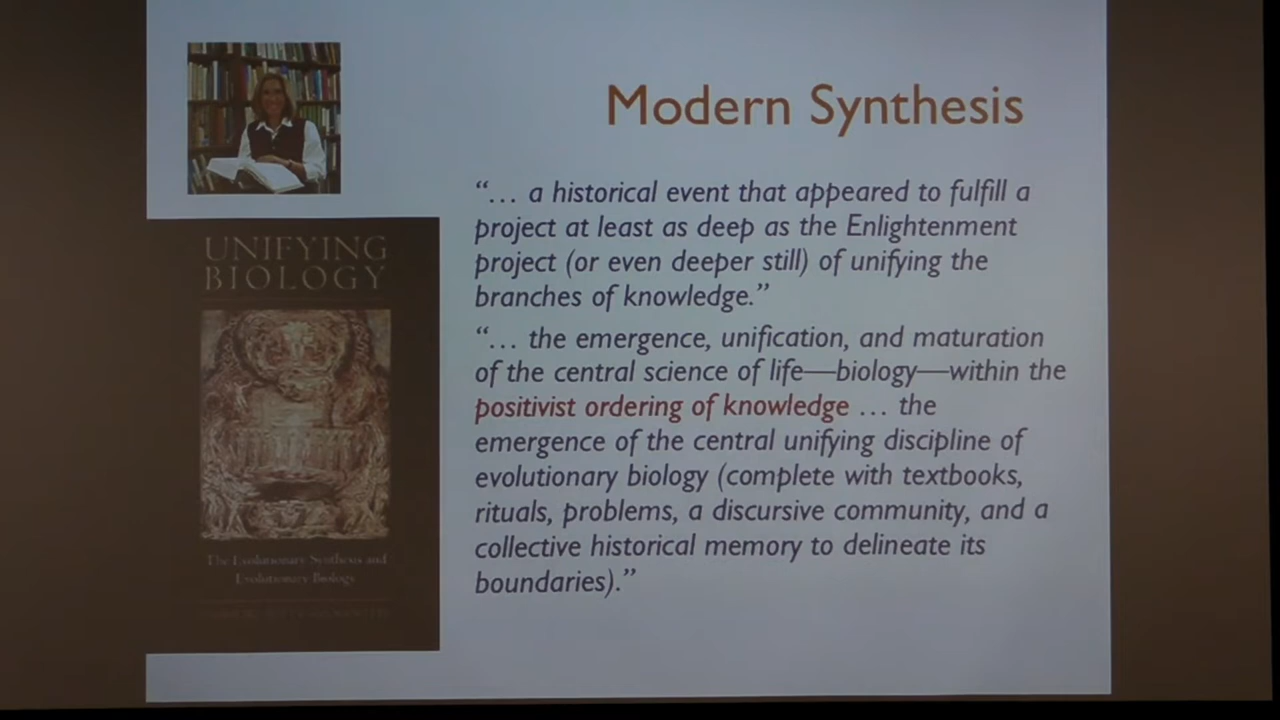 Modern Synthesis
“… a historical event that appeared to fulfill a
project at least as deep as the Enlightenment
project (or even deeper still) of unifying the
branches of knowledge.”
“… the emergence, unification, and maturation
of the central science of life—biology—within the
positivist ordering of knowledge … the
emergence of the central unifying discipline of
evolutionary biology (complete with textbooks,
rituals, problems, a discursive community, and a
collective historical memory to delineate its
boundaries).”
UNIFYING
BIOLOGY
The Evolutionary Synthesis and
Evolutionary Biology